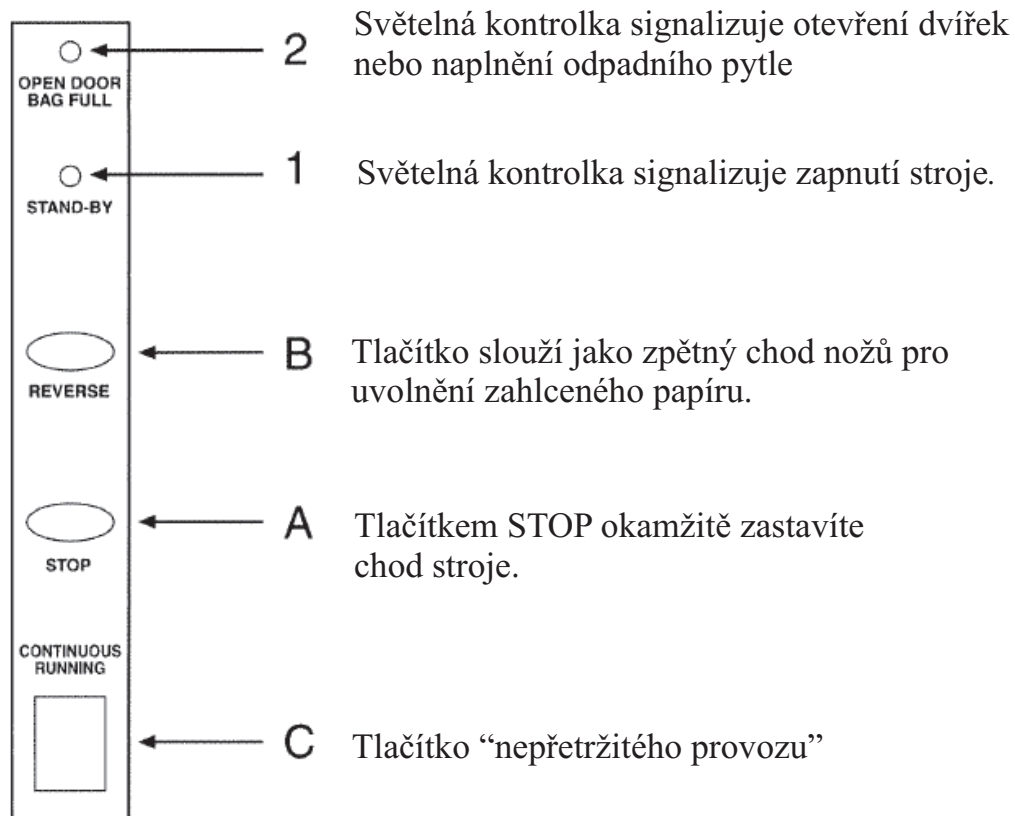 OPEN DOOR
BAG FULL
2
Světelná kontrolka signalizuje otevření dvířek
nebo naplnění odpadního pytle
STAND-BY
1
Světelná kontrolka signalizuje zapnutí stroje.
REVERSE
B
Tlačítko slouží jako zpětný chod nožů pro
uvolnění zahlceného papíru.
STOP
A
Tlačítkem STOP okamžitě zastavíte
chod stroje.
CONTINUOUS
RUNNING
C
Tlačítko “nepřetržitého provozu”